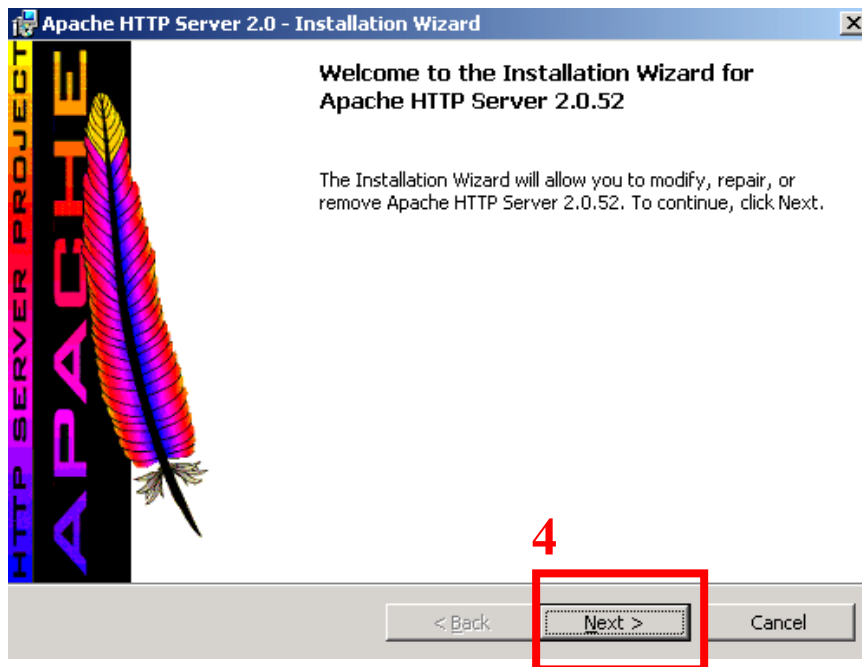 Apache HTTP Server 2.0 - Installation Wizard
HTTP SERVER PROJECT
APACHE
Welcome to the Installation Wizard for
Apache HTTP Server 2.0.52
The Installation Wizard will allow you to modify, repair, or
remove Apache HTTP Server 2.0.52. To continue, click Next.
4
< Back
Next >
Cancel